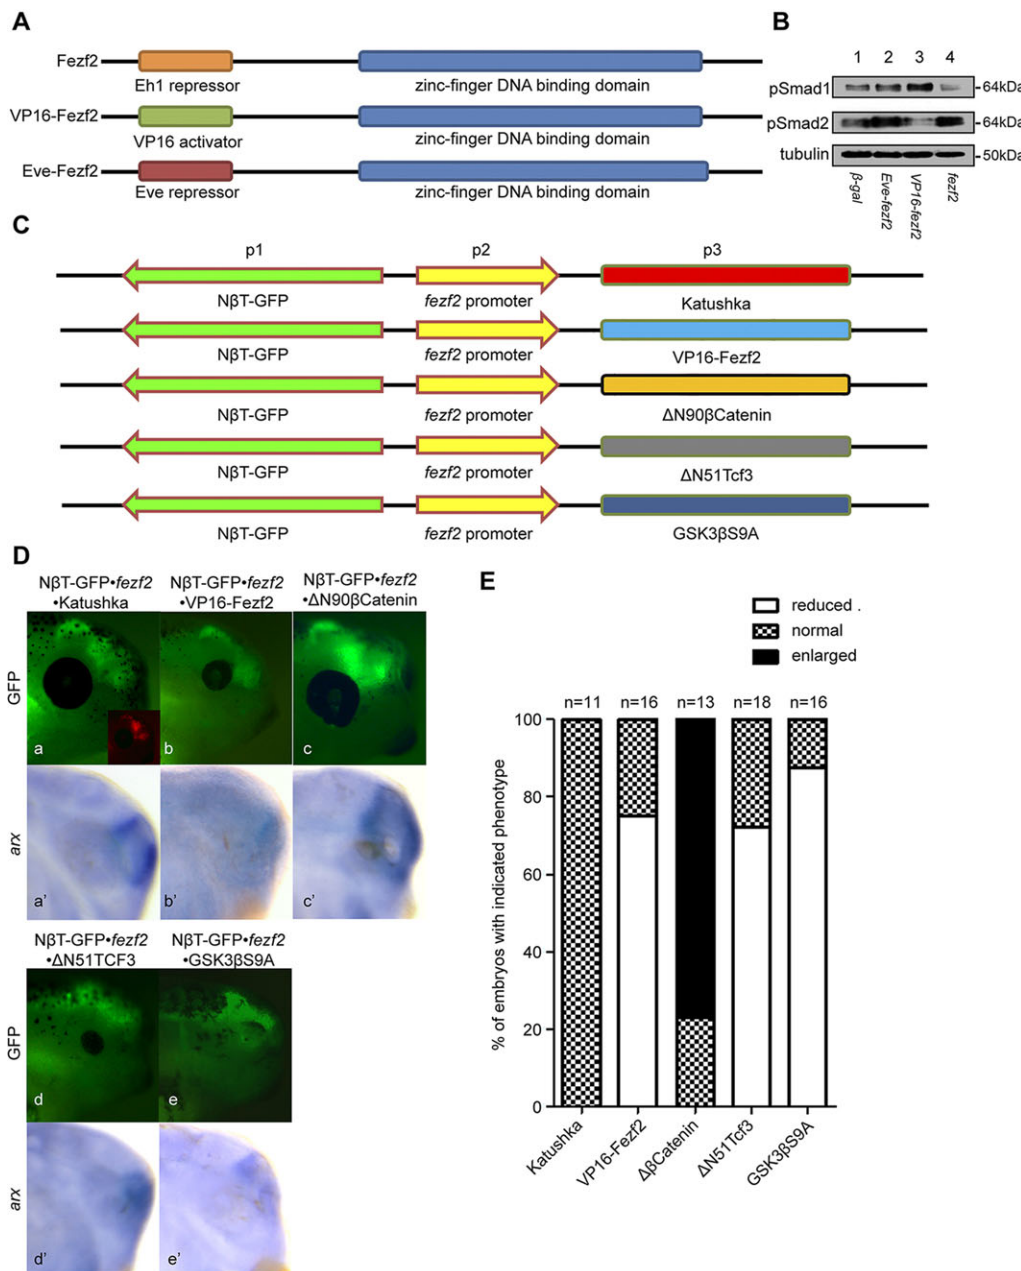 A
Fezf2
Eh1 repressor
zinc-finger DNA binding domain
VP16-Fezf2
VP16 activator
zinc-finger DNA binding domain
Eve-Fezf2
Eve repressor
zinc-finger DNA binding domain
B
1 2 3 4
pSmad1
64kDa
pSmad2
64kDa
tubulin
50kDa
β-gal
Eve-fezf2
VP16-fezf2
fezf2
C
p1 p2 p3
NβT-GFP fezf2 promoter Katushka
NβT-GFP fezf2 promoter VP16-Fezf2
NβT-GFP fezf2 promoter ΔN90βCatenin
NβT-GFP fezf2 promoter ΔN51Tcf3
NβT-GFP fezf2 promoter GSK3βS9A
D
NβT-GFP•fezf2
•Katushka
NβT-GFP•fezf2
•VP16-Fezf2
NβT-GFP•fezf2
•ΔN90βCatenin
GFP
a
b
c
arx
a'
b'
c'
NβT-GFP•fezf2
•ΔN51TCF3
NβT-GFP•fezf2
•GSK3βS9A
GFP
d
e
arx
d'
e'
E
reduced .
normal
enlarged
n=11 n=16 n=13 n=18 n=16
% of embryos with indicated phenotype
100
80
60
40
20
0
Katushka
VP16-Fezf2
ΔβCatenin
ΔN51Tcf3
GSK3βS9A